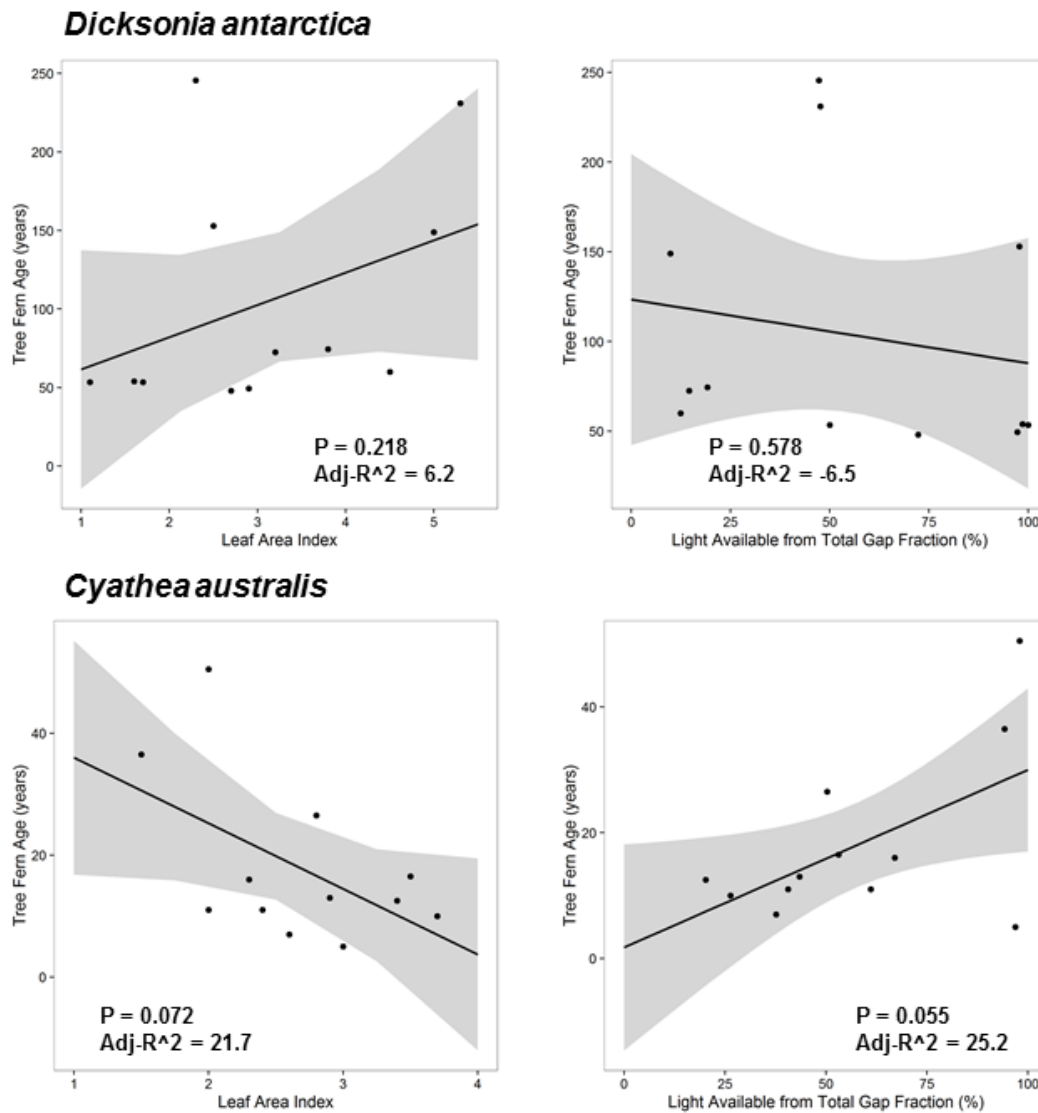 Dicksonia antarctica
250
200
150
100
50
0
Tree Fern Age (years)
P = 0.218
Adj-R^2 = 6.2
1 2 3 4 5
Leaf Area Index
250
200
150
100
50
Tree Fern Age (years)
P = 0.578
Adj-R^2 = -6.5
0 25 50 75 100
Light Available from Total Gap Fraction (%)
Cyathea australis
40
20
0
Tree Fern Age (years)
P = 0.072
Adj-R^2 = 21.7
1 2 3 4
Leaf Area Index
40
20
0
Tree Fern Age (years)
P = 0.055
Adj-R^2 = 25.2
0 25 50 75 100
Light Available from Total Gap Fraction (%)